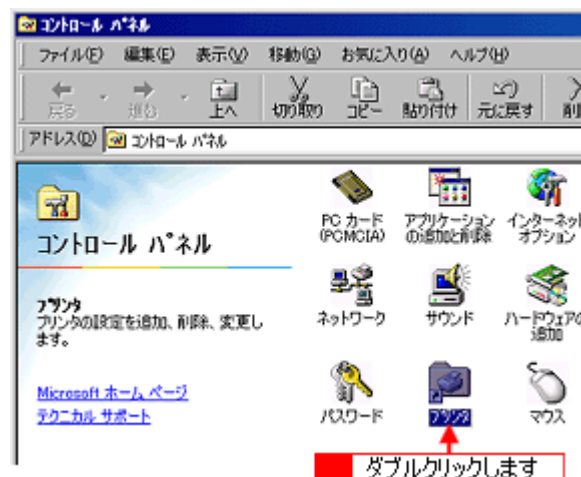 コントロール パネル
ファイル(F) 編集(E) 表示(V) 移動(G) お気に入り(A) ヘルプ(H)
戻る 進む 上へ 切り取り コピー 貼り付け 元に戻す 削
アドレス(D) コントロール パネル
コントロール パネル
プリンタ
プリンタの設定を追加、削除、変更し
ます。
Microsoft ホーム ページ
テクニカル サポート
PC カード
(PCMCIA)
アプリケーション
の追加と削除
インターネット
オプション
ネットワーク
サウンド
ハードウェアの
追加
パスワード
プリンタ
マウス
ダブルクリックします